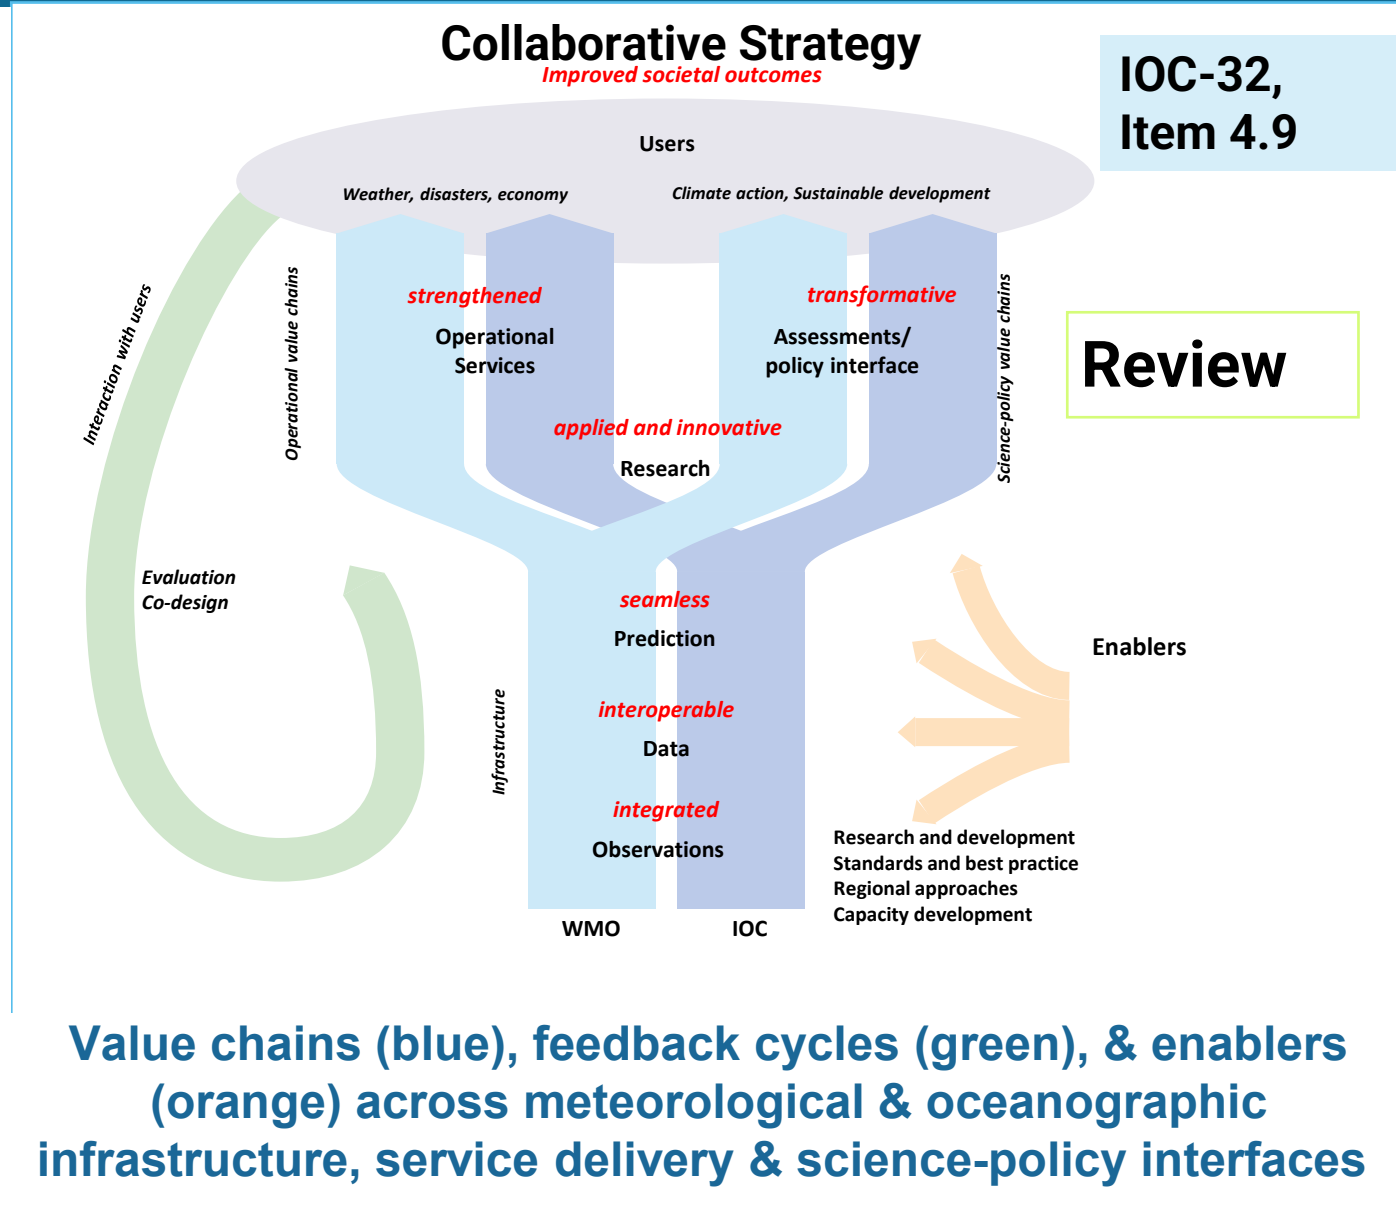 Collaborative Strategy
Improved societal outcomes
IOC-32,
Item 4.9
Users
Weather, disasters, economy
Climate action, Sustainable development
Interaction with users
Operational value chains
strengthened
Operational
Services
transformative
Assessments/
policy interface
Science-policy value chains
Review
applied and innovative
Research
Evaluation
Co-design
seamless
Prediction
Enablers
Infrastructure
interoperable
Data
integrated
Observations
Research and development
Standards and best practice
Regional approaches
Capacity development
WMO
IOC
Value chains (blue), feedback cycles (green), & enablers
(orange) across meteorological & oceanographic
infrastructure, service delivery & science-policy interfaces